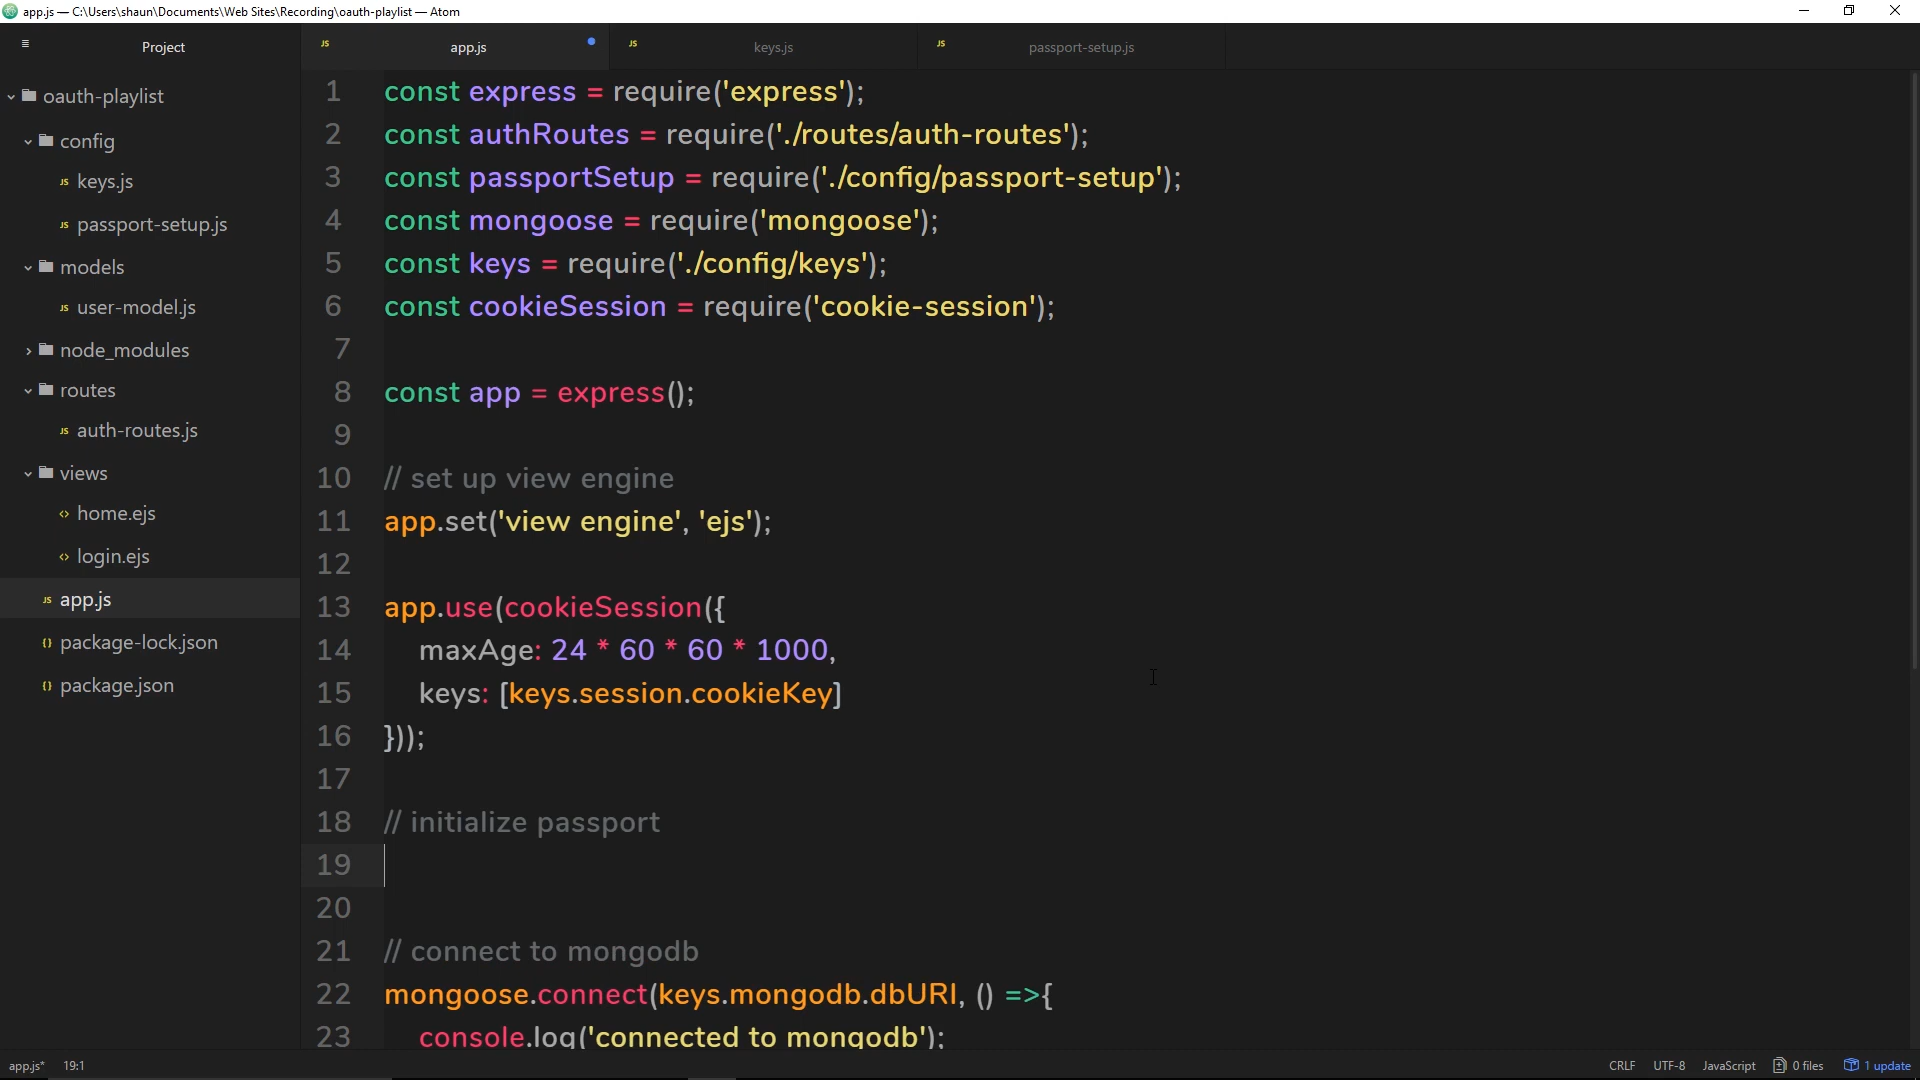 app.js — C:\Users\shaun\Documents\Web Sites\Recording\oauth-playlist — Atom
Project
app.js
keys.js
passport-setup.js
oauth-playlist
config
keys.js
passport-setup.js
models
user-model.js
node_modules
routes
auth-routes.js
views
home.ejs
login.ejs
app.js
package-lock.json
package.json
1 const express = require('express');
2 const authRoutes = require('./routes/auth-routes');
3 const passportSetup = require('./config/passport-setup');
4 const mongoose = require('mongoose');
5 const keys = require('./config/keys');
6 const cookieSession = require('cookie-session');
7
8 const app = express();
9
10 // set up view engine
11 app.set('view engine', 'ejs');
12
13 app.use(cookieSession({
14 maxAge: 24 * 60 * 60 * 1000,
15 keys: [keys.session.cookieKey]
16 }));
17
18 // initialize passport
19
20
21 // connect to mongodb
22 mongoose.connect(keys.mongodb.dbURI, () =>{
23 console.log('connected to mongodb');
app.js* 19:1 CRLF UTF-8 JavaScript 0 files 1 update